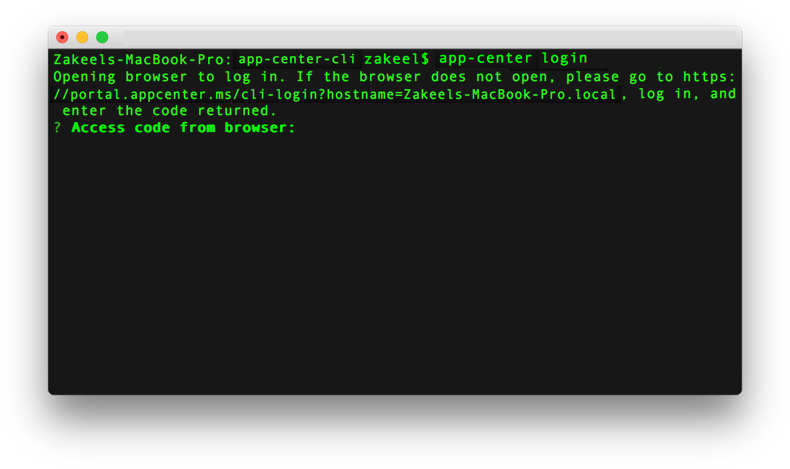 Zakeels-MacBook-Pro: app-center-cli zakeel$ app-center login
Opening browser to log in. If the browser does not open, please go to https:
//portal.appcenter.ms/cli-login?hostname=Zakeels-MacBook-Pro.local, log in, and
enter the code returned.
? Access code from browser: